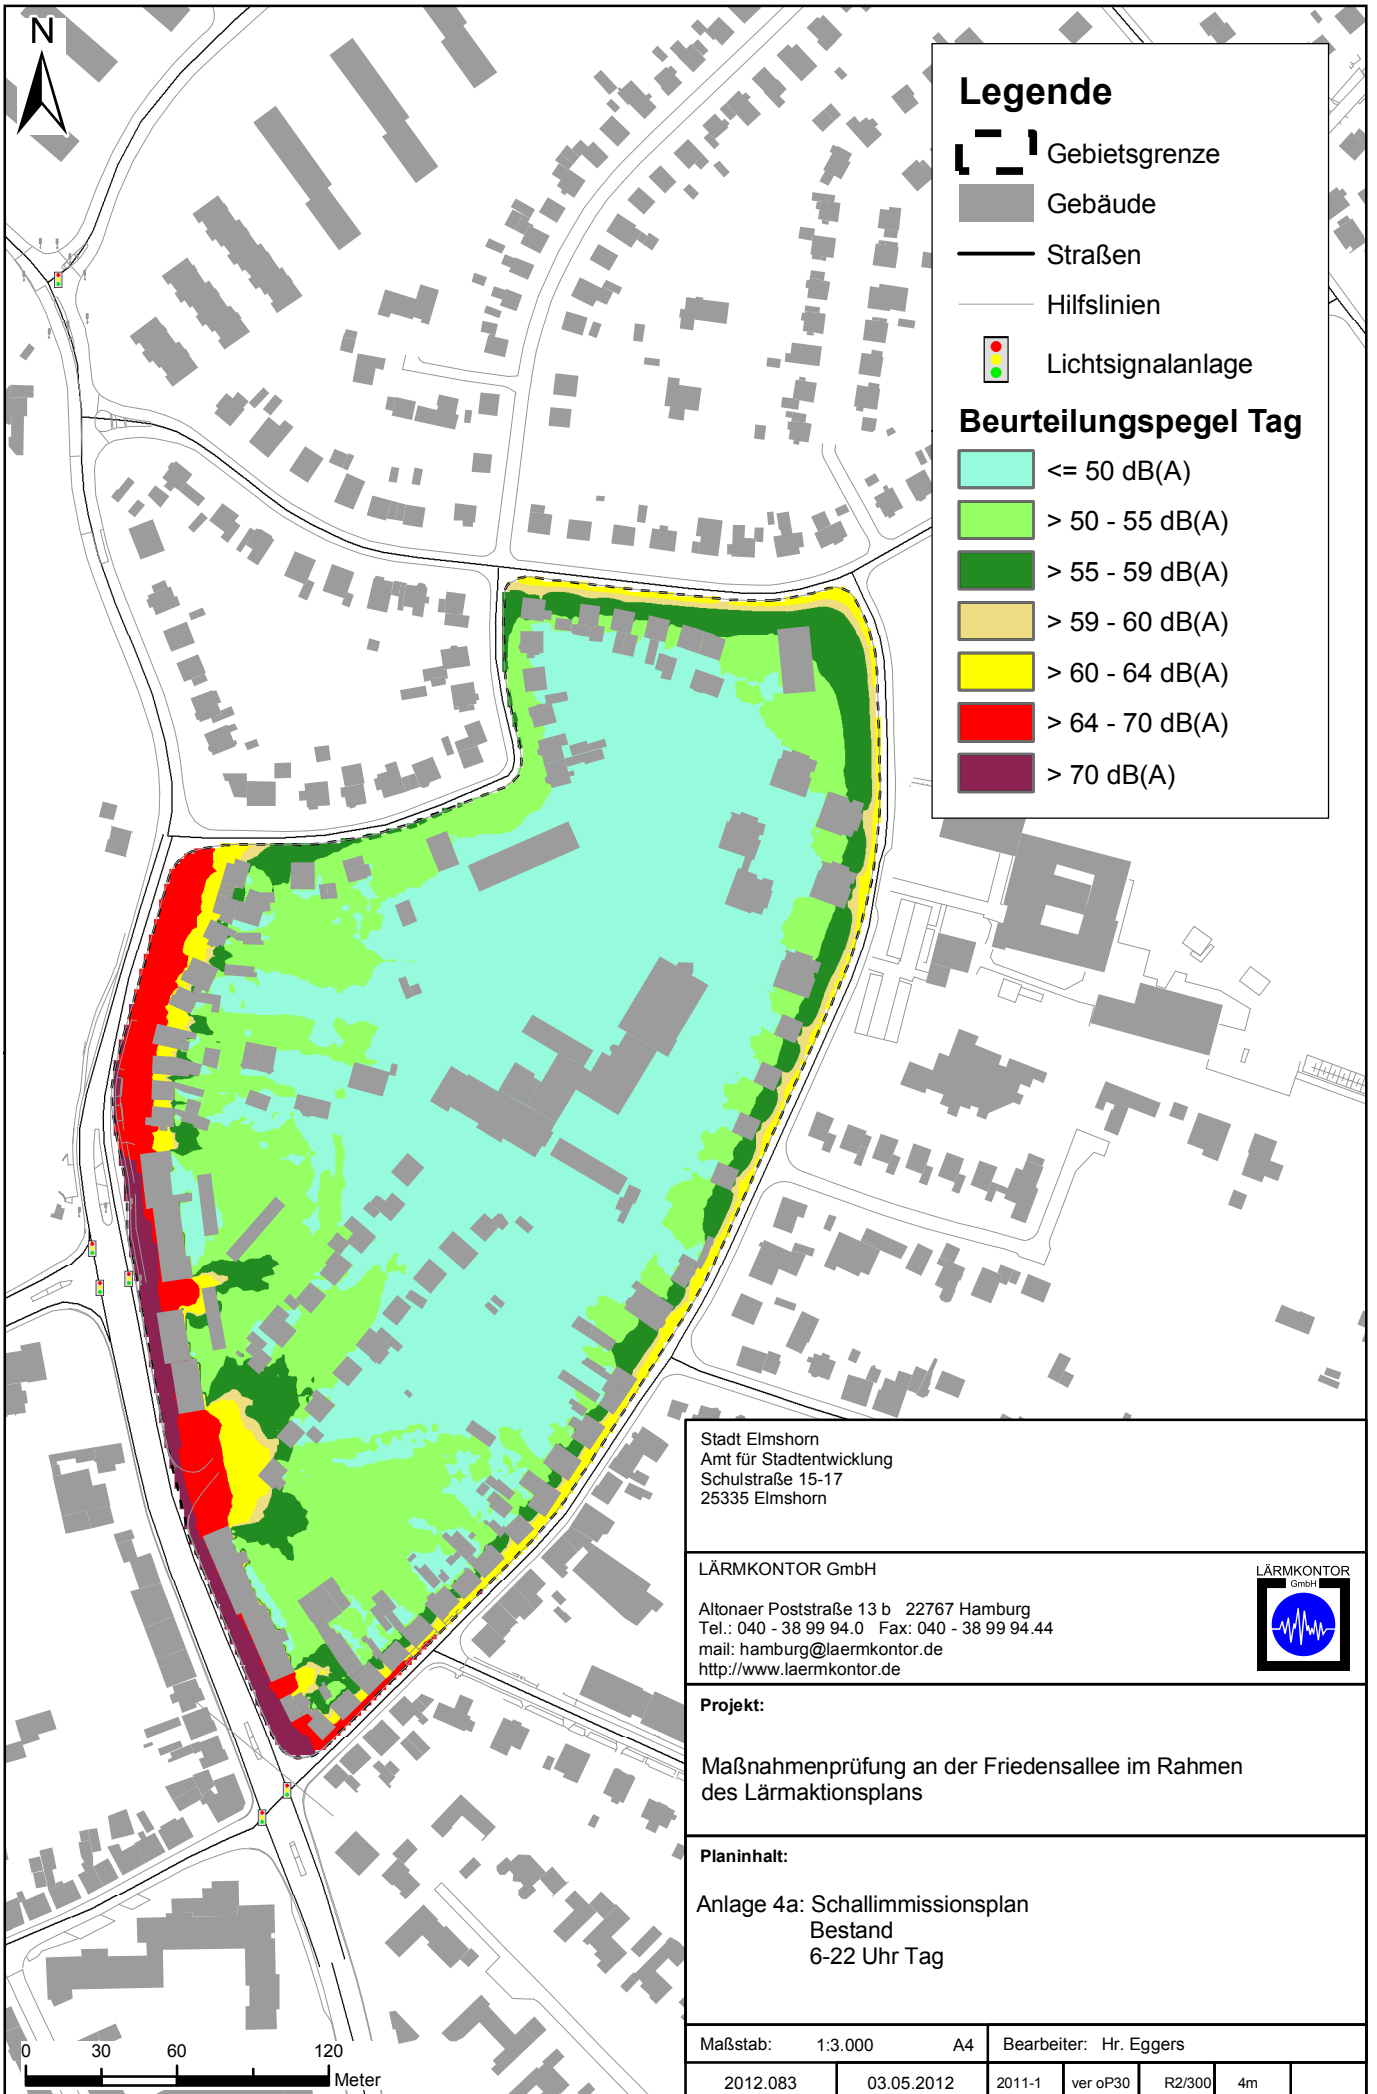 N
Legende
Gebietsgrenze
Gebäude
Straßen
Hilfslinien
Lichtsignalanlage
Beurteilungspegel Tag
<= 50 dB(A)
> 50 - 55 dB(A)
> 55 - 59 dB(A)
> 59 - 60 dB(A)
> 60 - 64 dB(A)
> 64 - 70 dB(A)
> 70 dB(A)
Stadt Elmshorn
Amt für Stadtentwicklung
Schulstraße 15-17
25335 Elmshorn
LÄRMKONTOR GmbH
Altonaer Poststraße 13 b 22767 Hamburg
Tel.: 040 - 38 99 94.0 Fax: 040 - 38 99 94.44
mail: hamburg@laermkontor.de
http://www.laermkontor.de
LÄRMKONTOR
GmbH
Projekt:
Maßnahmenprüfung an der Friedensallee im Rahmen
des Lärmaktionsplans
Planinhalt:
Anlage 4a: Schallimmissionsplan
Bestand
6-22 Uhr Tag
Maßstab: 1:3.000 A4 Bearbeiter: Hr. Eggers
2012.083 03.05.2012 2011-1 ver oP30 R2/300 4m
0 30 60 120
Meter